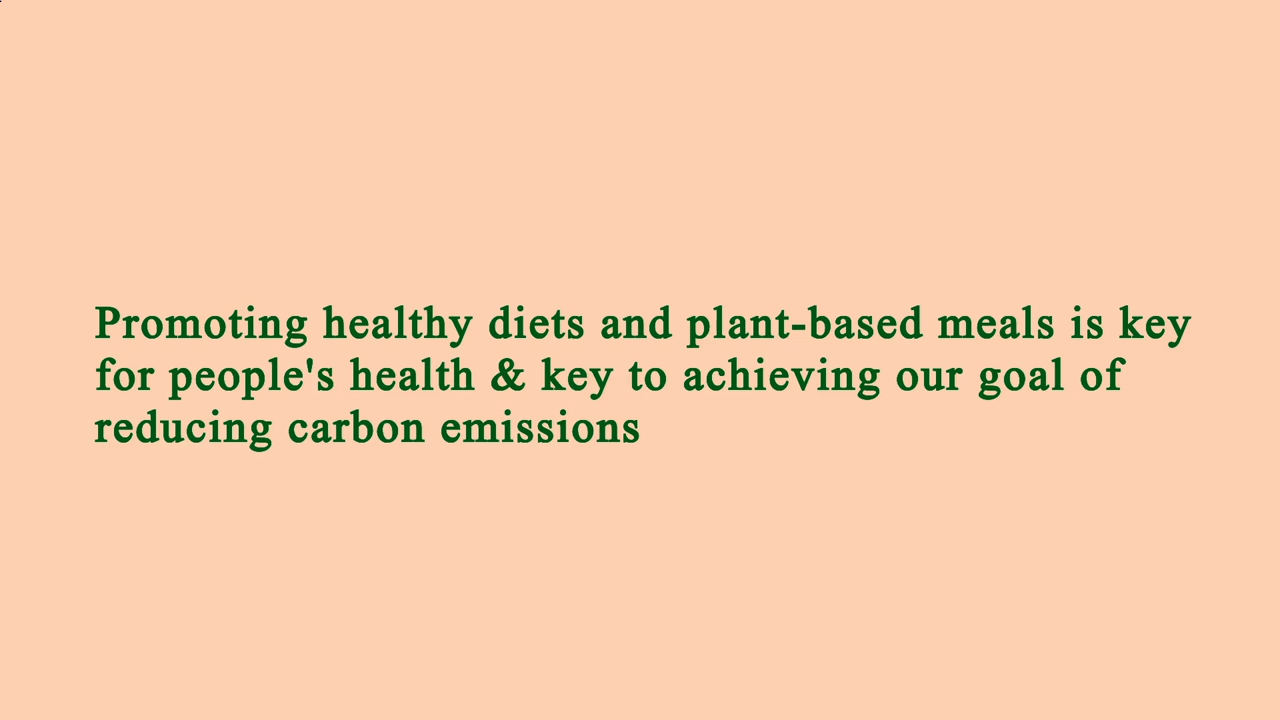 Promoting healthy diets and plant-based meals is key
for people's health & key to achieving our goal of
reducing carbon emissions